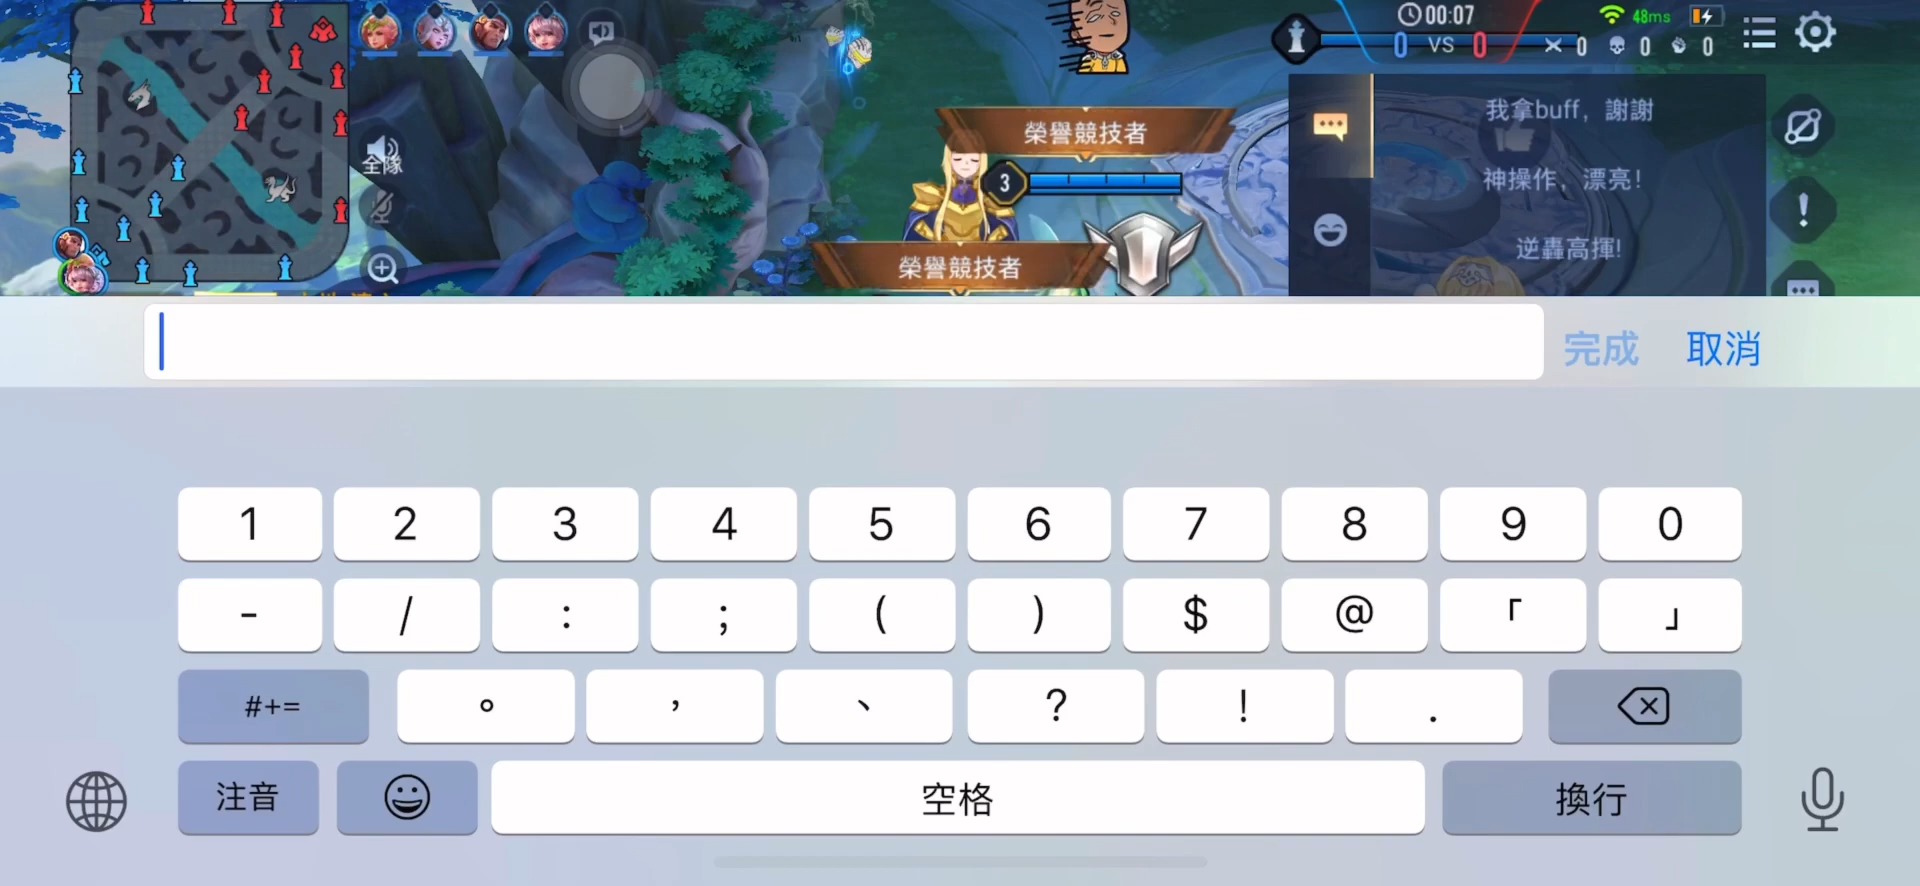 00:07
48ms
0 VS 0
0
0
0
全隊
榮譽競技者
3
榮譽競技者
我拿buff，謝謝
神操作，漂亮！
逆轟高揮!
完成
取消
1 2 3 4 5 6 7 8 9 0
- / : ; ( ) $ @ 「 」
#+= 。 ， 、 ? ! .
注音
空格
換行